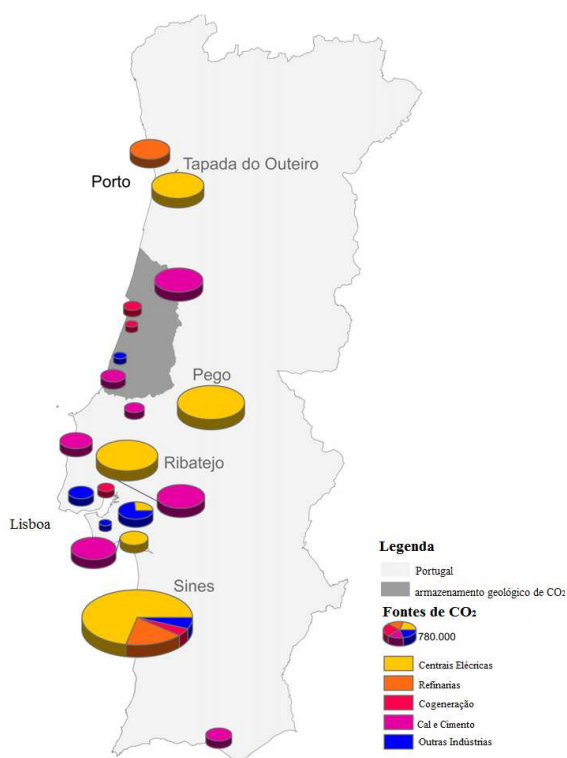 Tapada do Outeiro
Porto
Pego
Ribatejo
Lisboa
Sines
Legenda
Portugal
armazenamento geológico de CO₂
Fontes de CO₂
780.000
Centrais Elécricas
Refinarias
Cogeneração
Cal e Cimento
Outras Indústrias